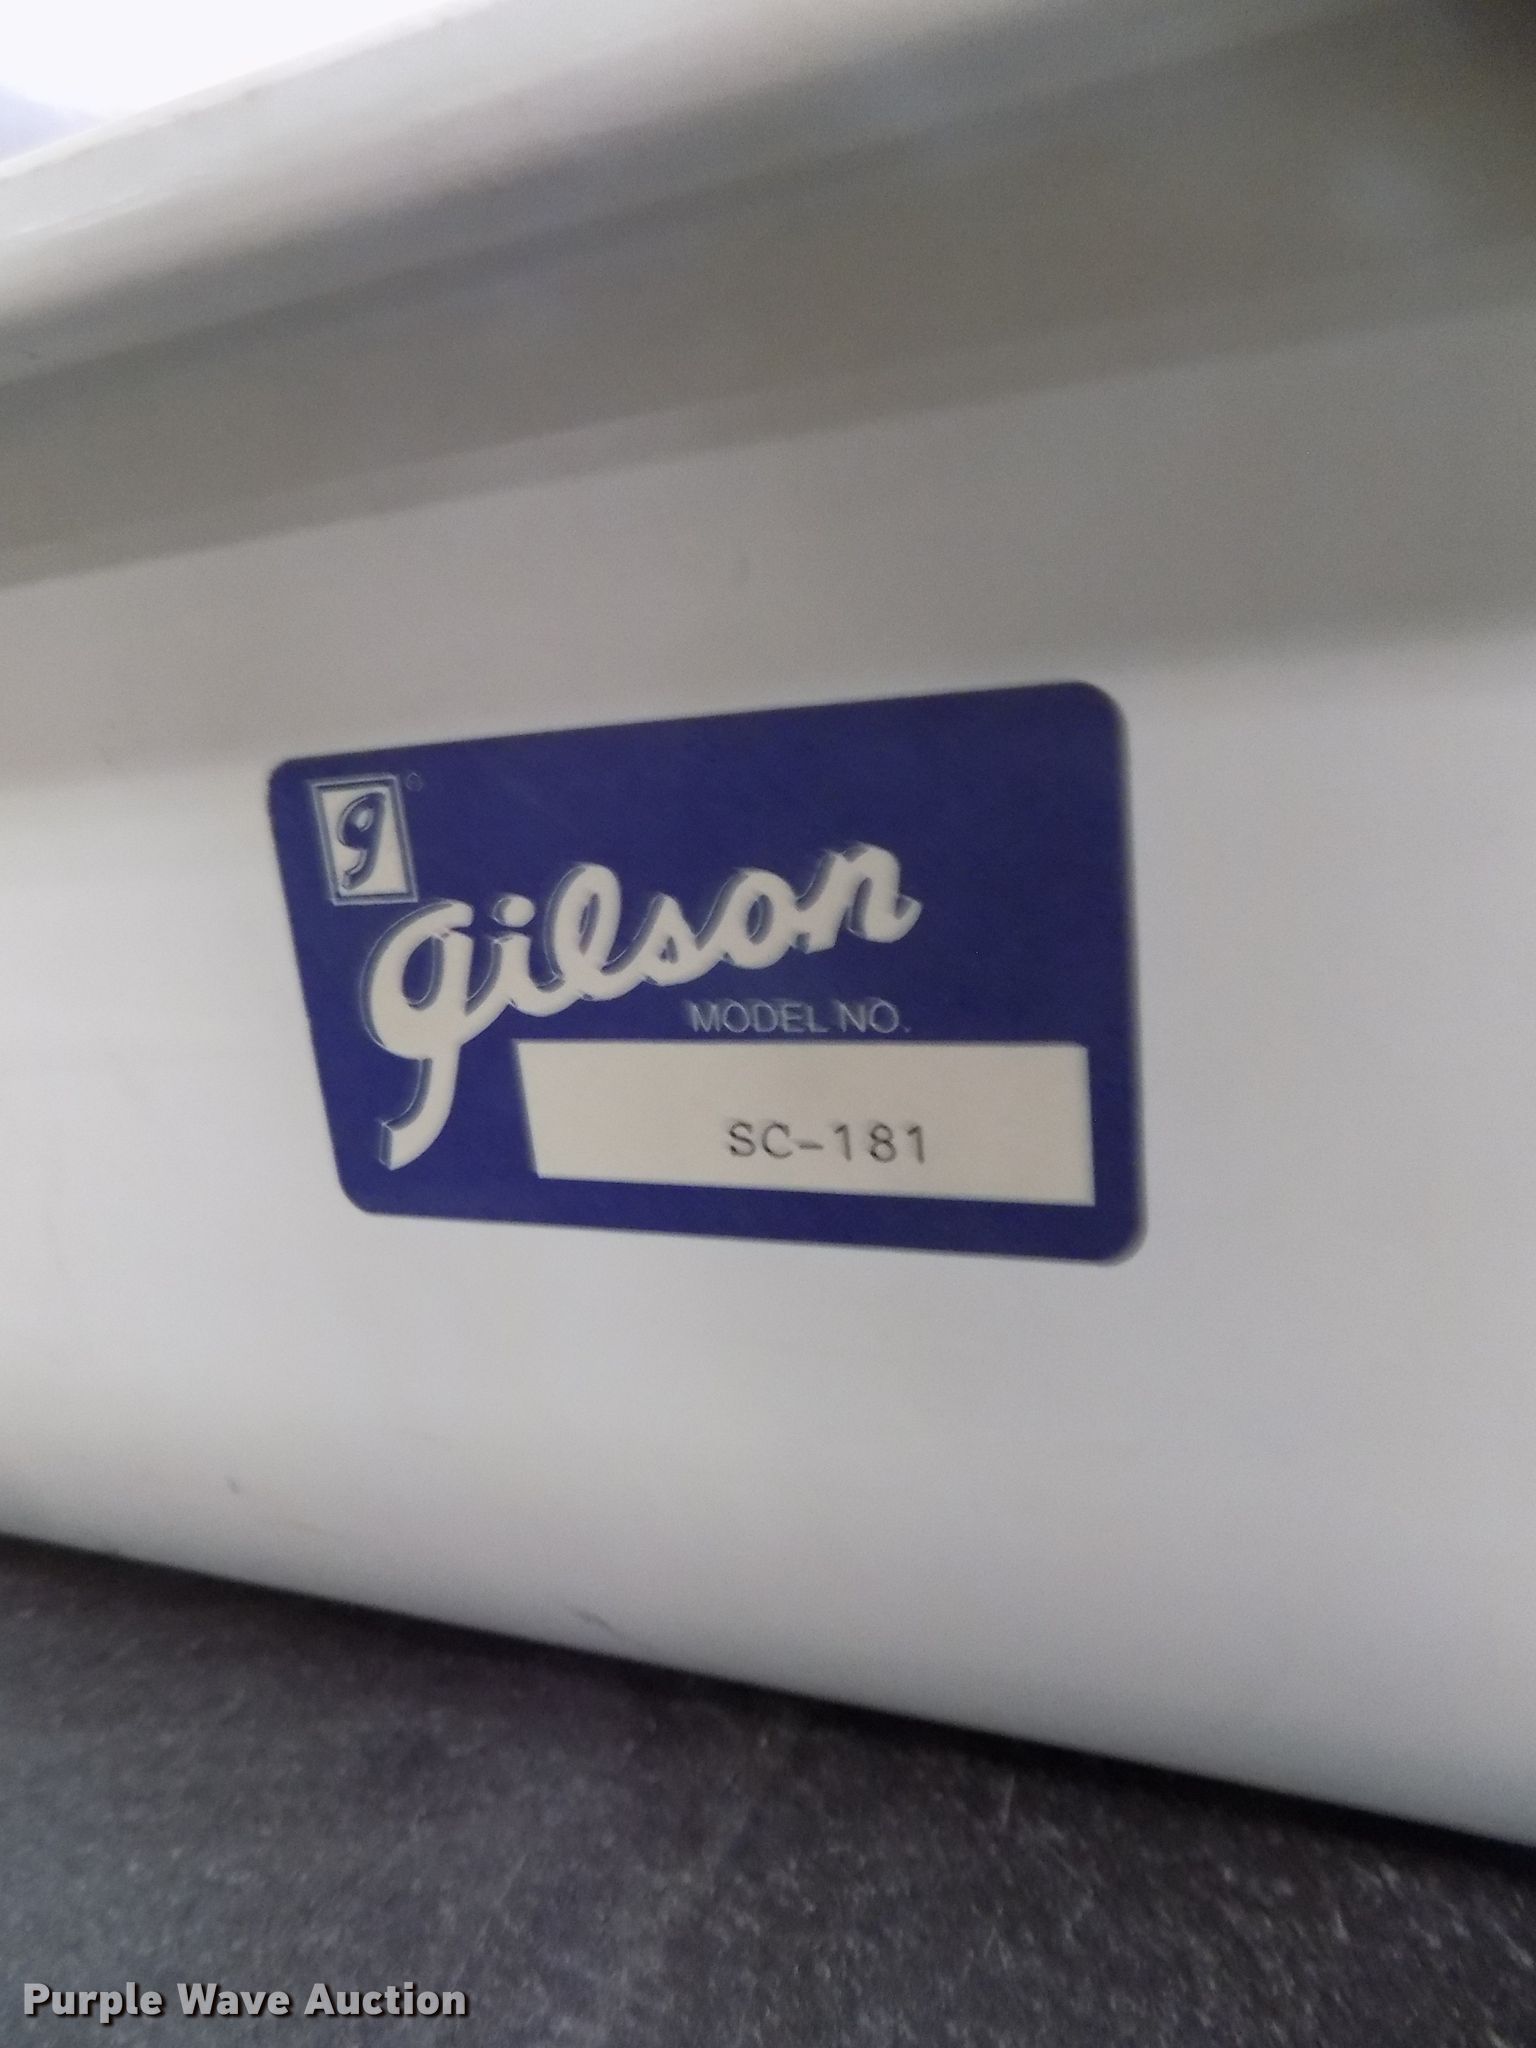 g
gilson
MODEL NO.
SC-181
Purple Wave Auction